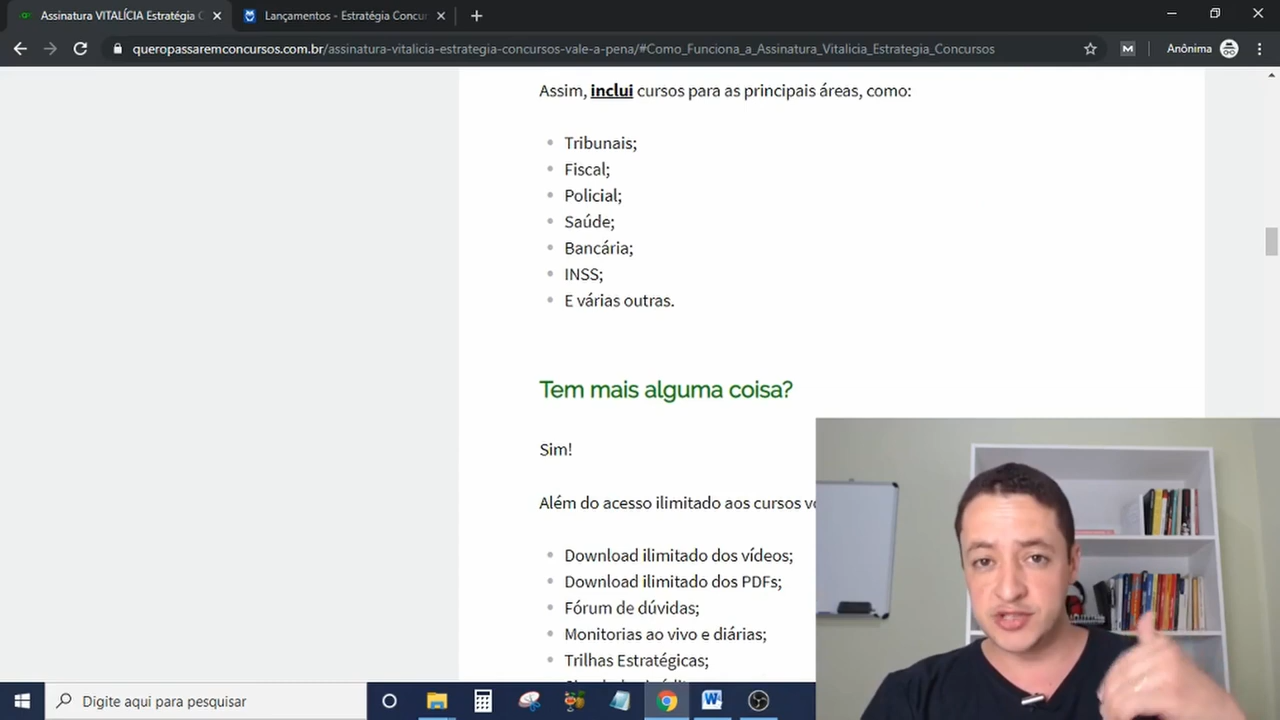 Assinatura VITALÍCIA Estratégia C
Lançamentos - Estratégia Concur
queropassaremconcursos.com.br/assinatura-vitalicia-estrategia-concursos-vale-a-pena/#Como_Funciona_a_Assinatura_Vitalicia_Estrategia_Concursos
Anônima
Assim, inclui cursos para as principais áreas, como:
Tribunais;
Fiscal;
Policial;
Saúde;
Bancária;
INSS;
E várias outras.
Tem mais alguma coisa?
Sim!
Além do acesso ilimitado aos cursos vo
Download ilimitado dos vídeos;
Download ilimitado dos PDFs;
Fórum de dúvidas;
Monitorias ao vivo e diárias;
Trilhas Estratégicas;
Digite aqui para pesquisar